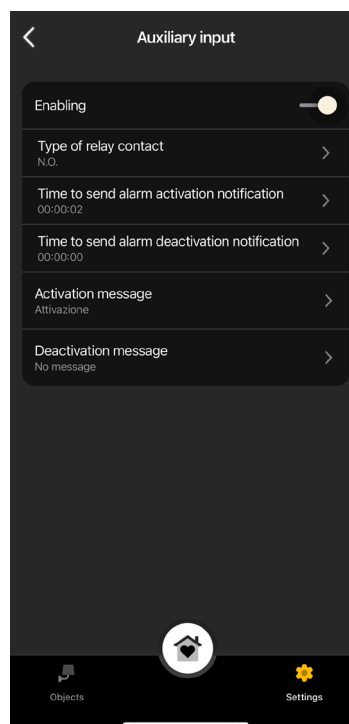 Auxiliary input
Enabling
Type of relay contact
N.O.
Time to send alarm activation notification
00:00:02
Time to send alarm deactivation notification
00:00:00
Activation message
Attivazione
Deactivation message
No message
Objects
Settings